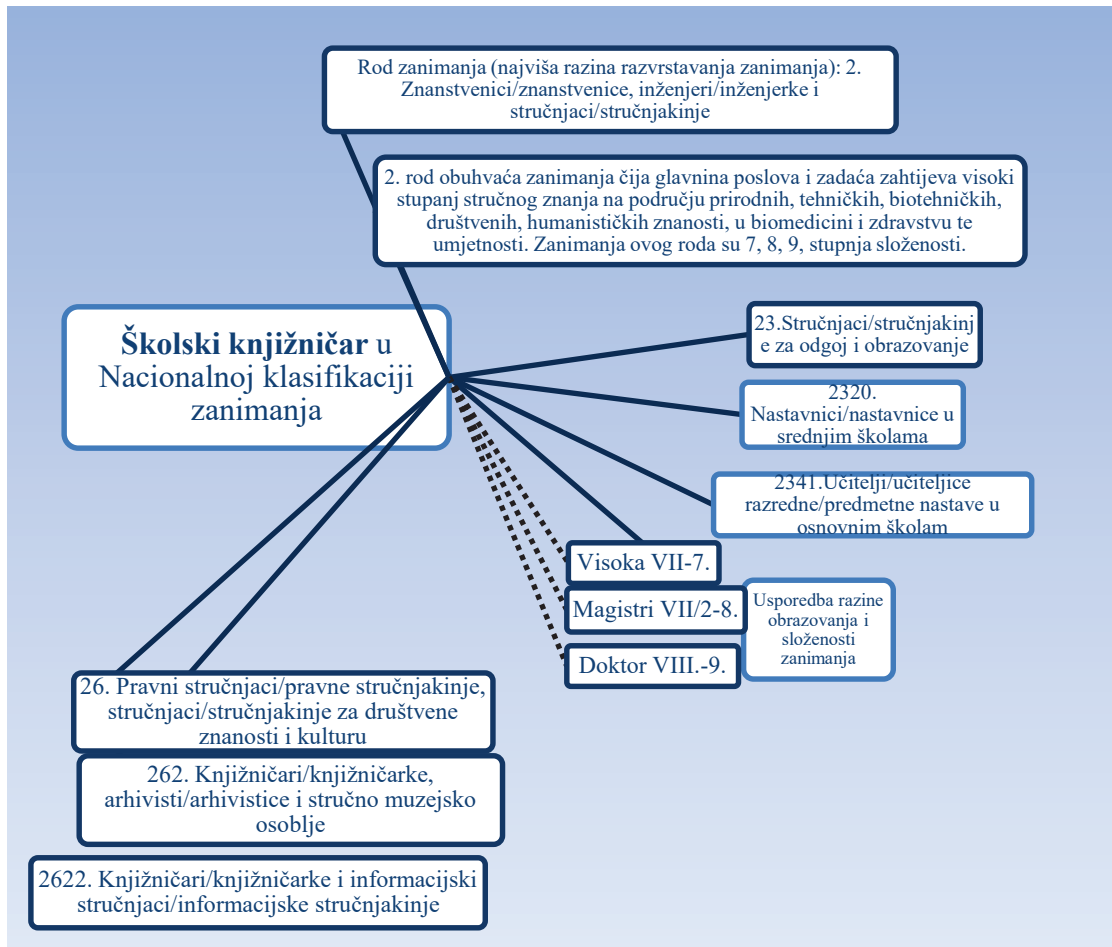 Rod zanimanja (najviša razina razvrstavanja zanimanja): 2.
Znanstvenici/znanstvenice, inženjeri/inženjerke i
stručnjaci/stručnjakinje
2. rod obuhvaća zanimanja čija glavnina poslova i zadaća zahtijeva visoki
stupanj stručnog znanja na području prirodnih, tehničkih, biotehničkih,
društvenih, humanističkih znanosti, u biomedicini i zdravstvu te
umjetnosti. Zanimanja ovog roda su 7, 8, 9, stupnja složenosti.
Školski knjižničar u
Nacionalnoj klasifikaciji
zanimanja
23.Stručnjaci/stručnjakinj
e za odgoj i obrazovanje
2320.
Nastavnici/nastavnice u
srednjim školama
2341.Učitelji/učiteljice
razredne/predmetne nastave u
osnovnim školam
Visoka VII-7.
Magistri VII/2-8.
Doktor VIII.-9.
Usporedba razine
obrazovanja i
složenosti
zanimanja
26. Pravni stručnjaci/pravne stručnjakinje,
stručnjaci/stručnjakinje za društvene
znanosti i kulturu
262. Knjižničari/knjižničarke,
arhivisti/arhivistice i stručno muzejsko
osoblje
2622. Knjižničari/knjižničarke i informacijski
stručnjaci/informacijske stručnjakinje